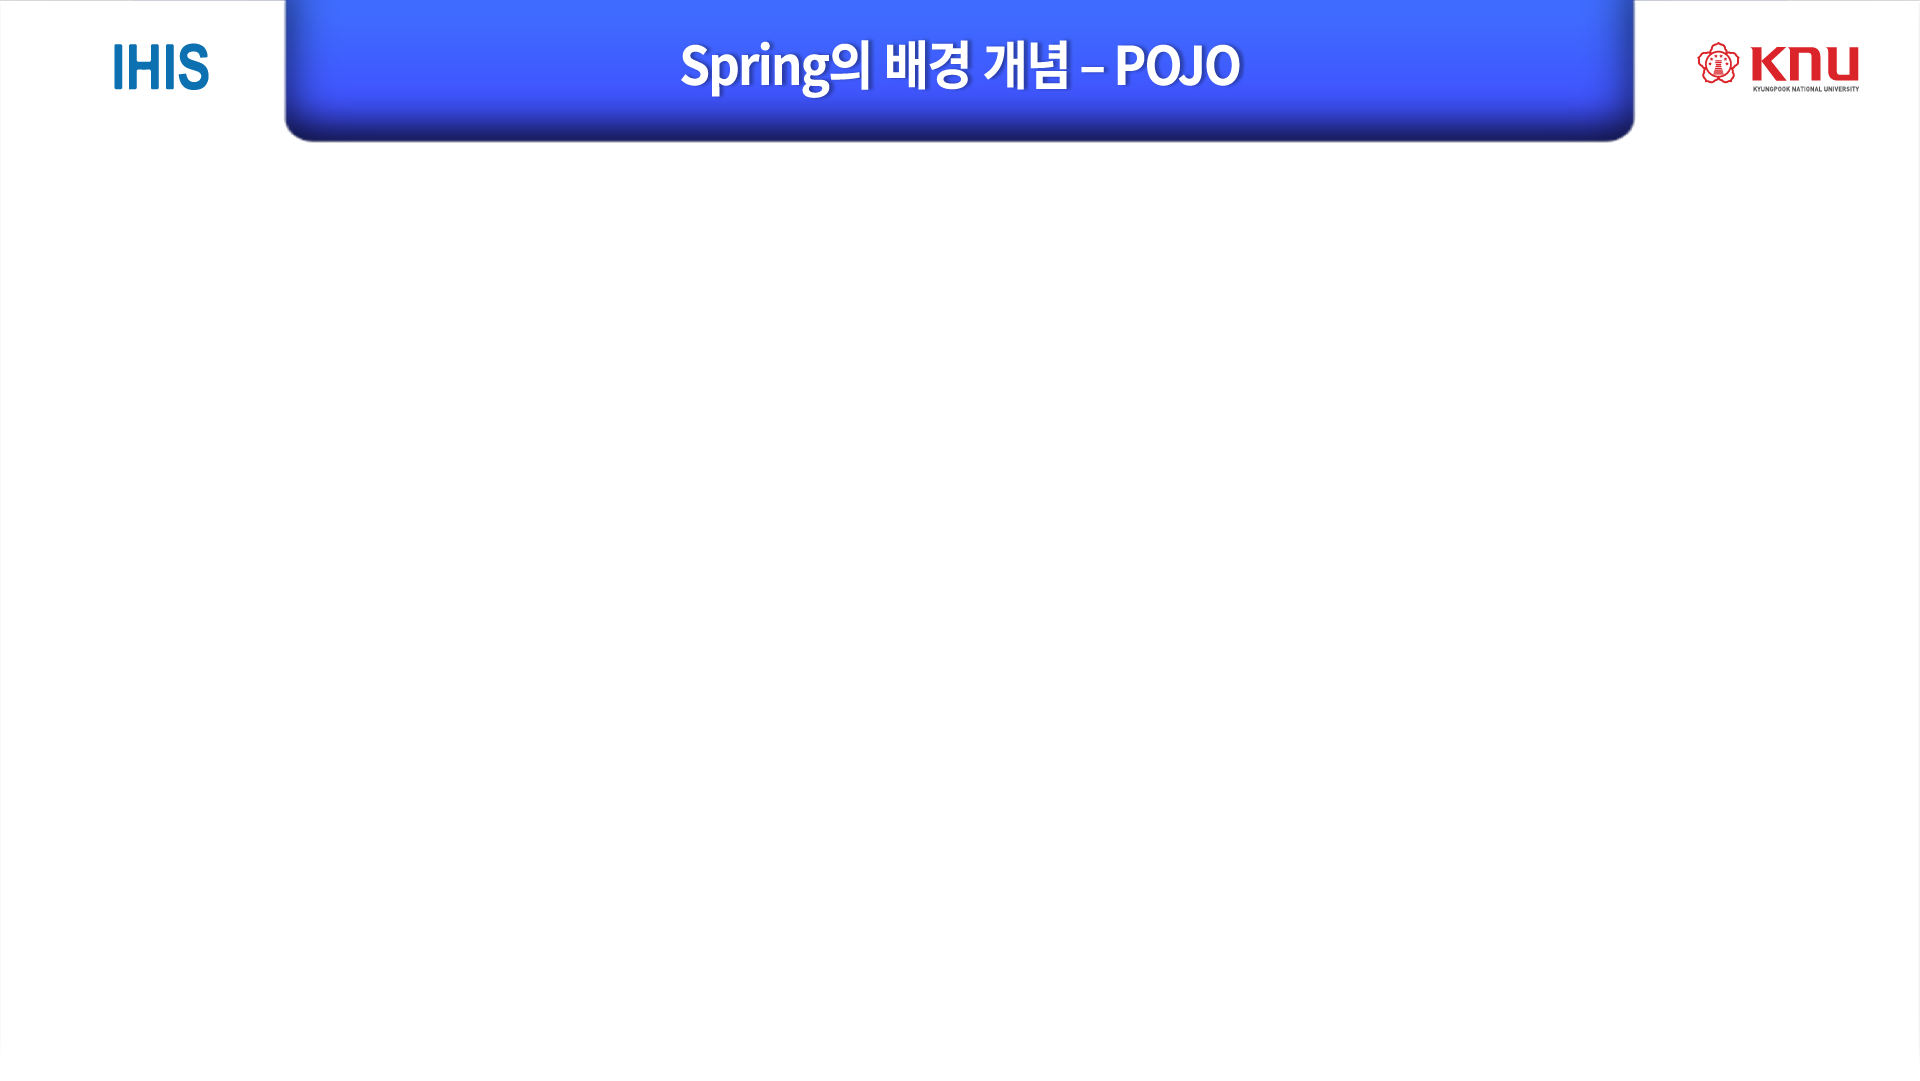 IHIS
Spring의 배경 개념 – POJO
KNU
KYUNGPOOK NATIONAL UNIVERSITY